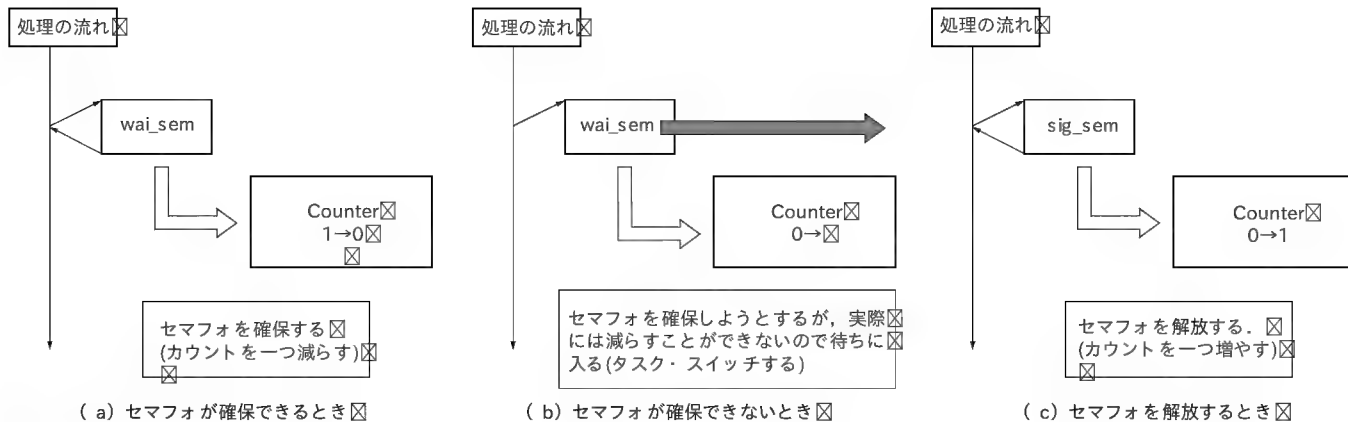 処理の流れ
wai_sem
Counter
1→0
セマフォを確保する
(カウントを一つ減らす)
(a)セマフォが確保できるとき
処理の流れ
wai_sem
Counter
0→
セマフォを確保しようとするが,実際
には減らすことができないので待ちに
入る(タスク・スイッチする)
(b)セマフォが確保できないとき
処理の流れ
sig_sem
Counter
0→1
セマフォを解放する.
(カウントを一つ増やす)
(c)セマフォを解放するとき